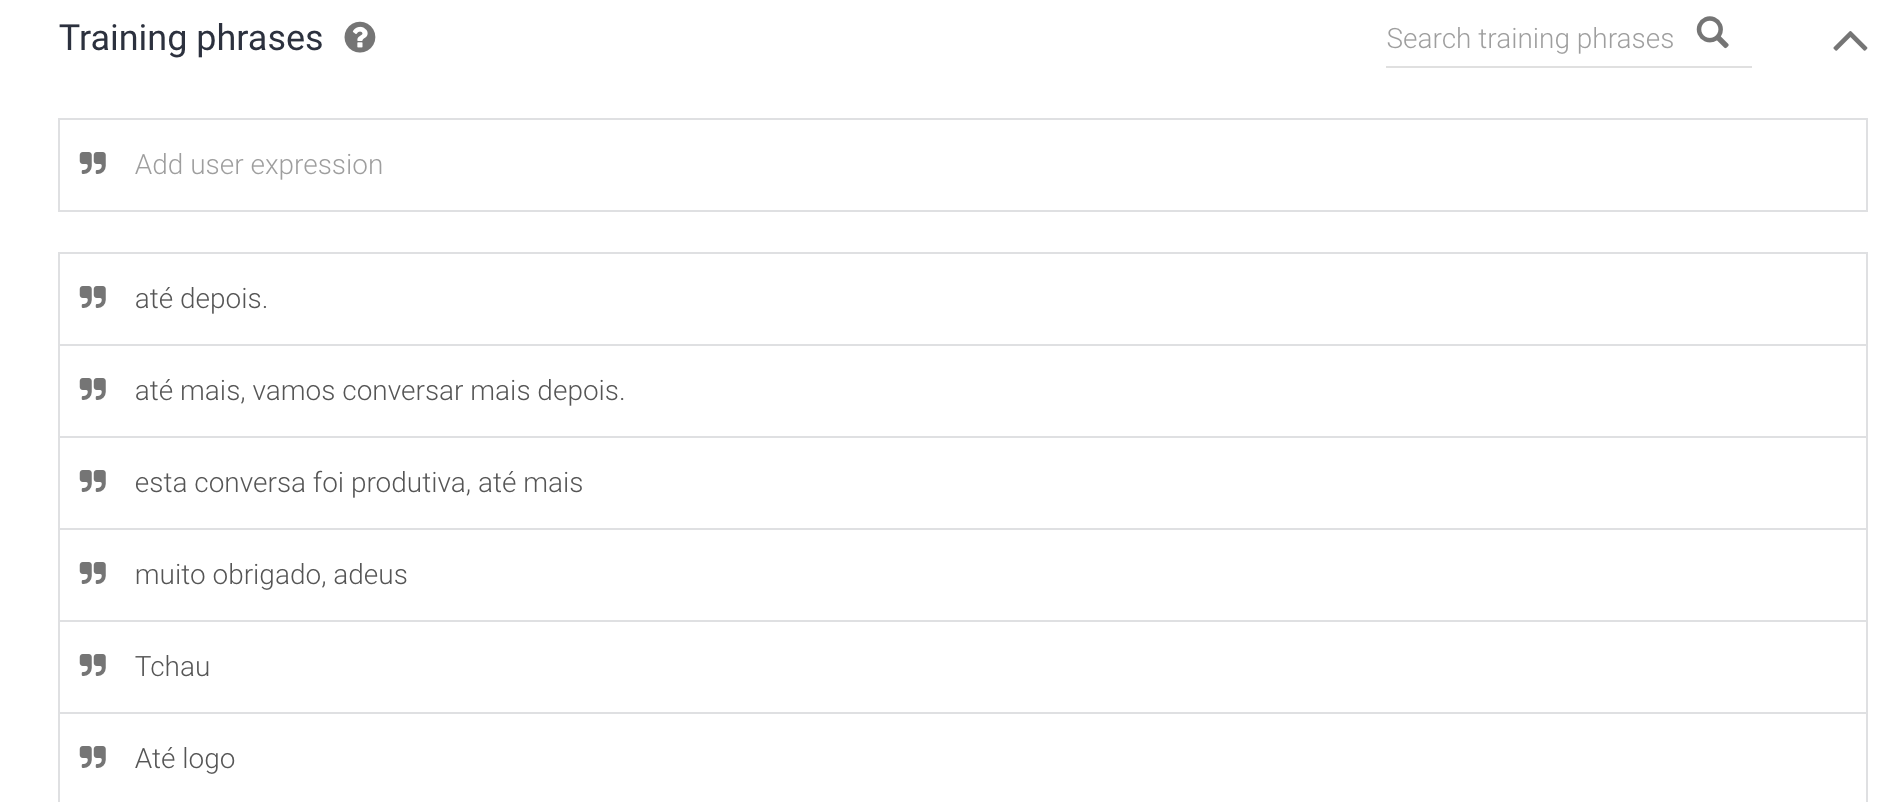 Training phrases
Search training phrases
Add user expression
até depois.
até mais, vamos conversar mais depois.
esta conversa foi produtiva, até mais
muito obrigado, adeus
Tchau
Até logo